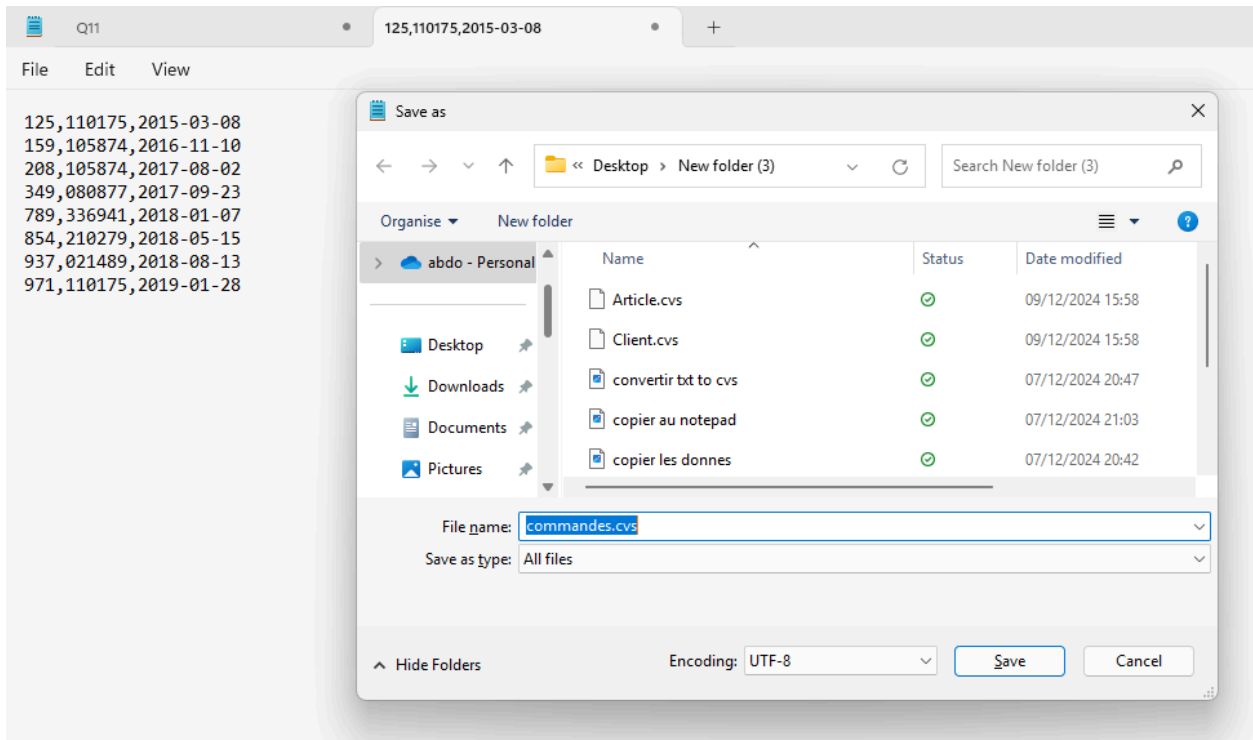 Q11
125,110175,2015-03-08
File Edit View
125,110175,2015-03-08
159,105874,2016-11-10
208,105874,2017-08-02
349,080877,2017-09-23
789,336941,2018-01-07
854,210279,2018-05-15
937,021489,2018-08-13
971,110175,2019-01-28
Save as
« Desktop > New folder (3)
Search New folder (3)
Organise New folder
abdo - Personal
Desktop
Downloads
Documents
Pictures
Name Status Date modified
Article.cvs 09/12/2024 15:58
Client.cvs 09/12/2024 15:58
convertir txt to cvs 07/12/2024 20:47
copier au notepad 07/12/2024 21:03
copier les donnes 07/12/2024 20:42
File name: commandes.cvs
Save as type: All files
Hide Folders
Encoding: UTF-8
Save Cancel